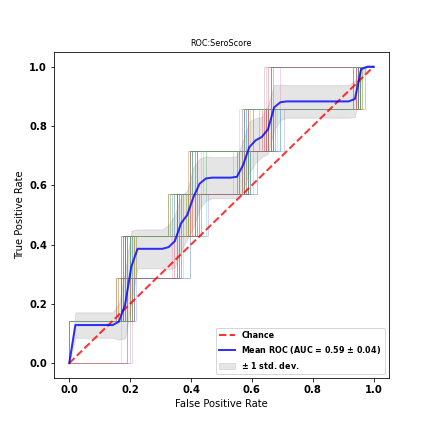 ROC:SeroScore
1.0
0.8
0.6
0.4
0.2
0.0
True Positive Rate
Chance
Mean ROC (AUC = 0.59 ± 0.04)
± 1 std. dev.
0.0 0.2 0.4 0.6 0.8 1.0
False Positive Rate